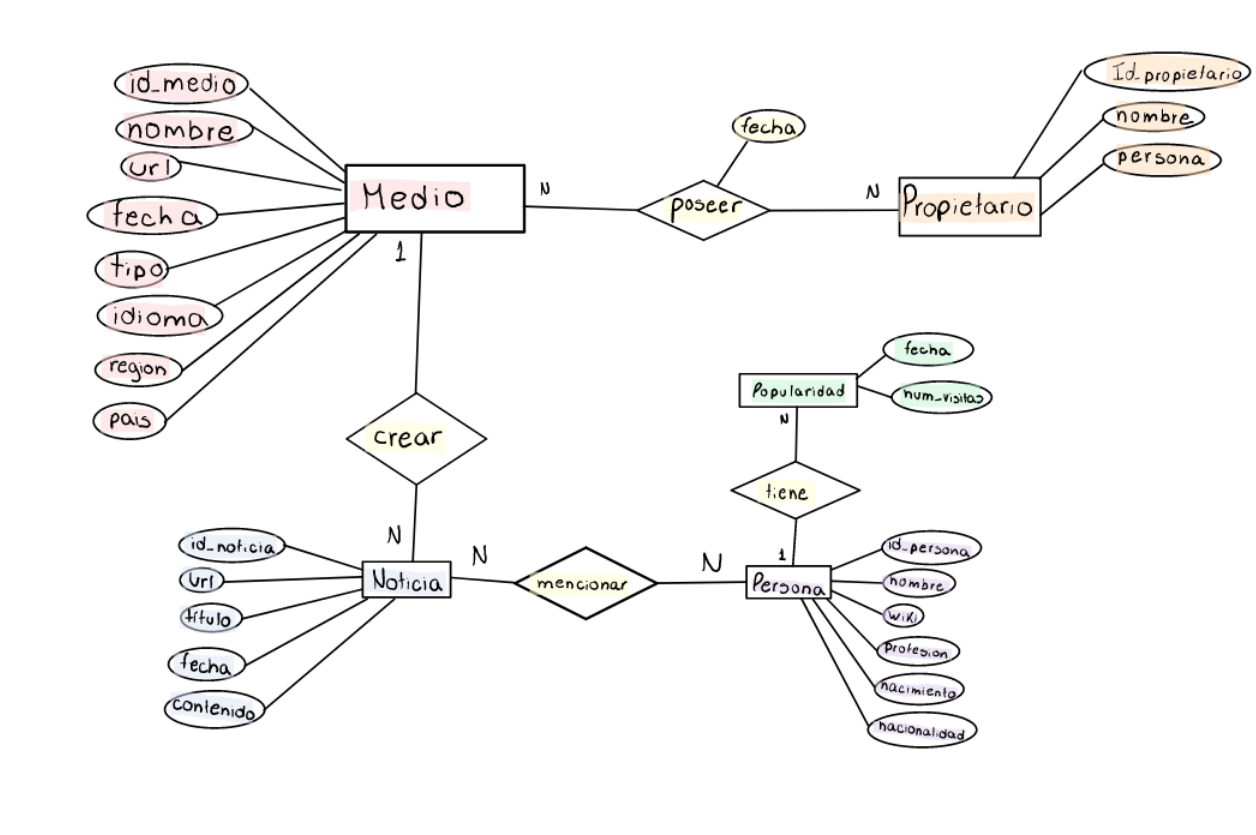 id_medio
nombre
url
fecha
tipo
idioma
region
pais
Medio
N
1
fecha
poseer
N
Propietario
Id_propietario
nombre
persona
crear
N
fecha
num_visitas
Popularidad
N
tiene
1
id_noticia
url
título
fecha
contenido
Noticia
N
mencionar
N
Persona
id_persona
nombre
wiki
profesion
nacimiento
nacionalidad